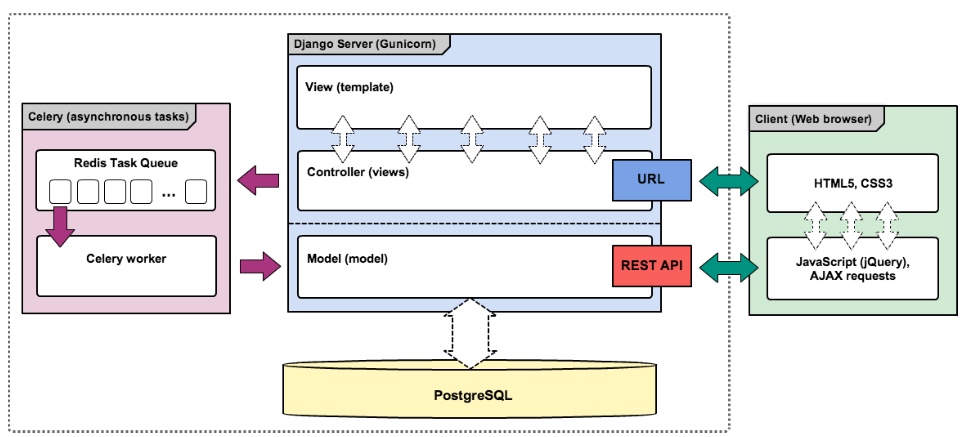 Django Server (Gunicorn)
View (template)
Celery (asynchronous tasks)
Client (Web browser)
Redis Task Queue
...
Controller (views)
URL
HTML5, CSS3
Celery worker
Model (model)
REST API
JavaScript (jQuery),
AJAX requests
PostgreSQL